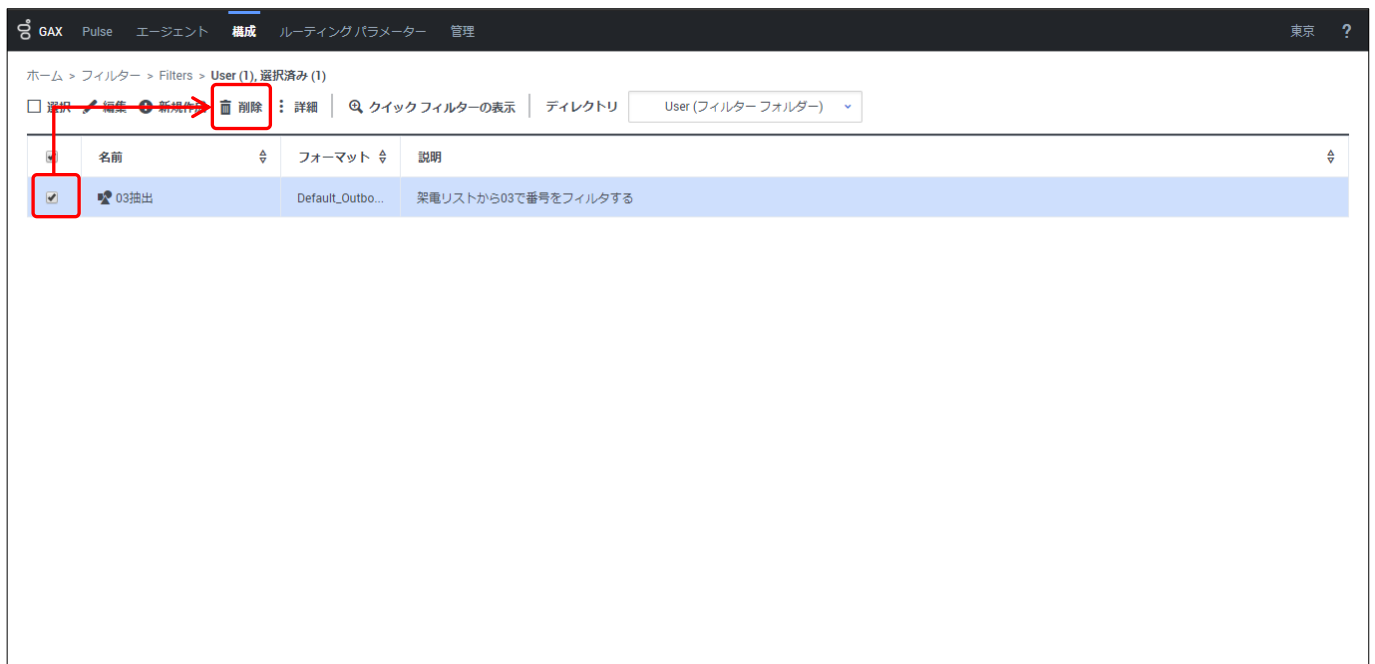 GAX Pulse エージェント 構成 ルーティング パラメーター 管理 東京 ?
ホーム > フィルター > Filters > User (1), 選択済み (1)
選択 編集 新規作成 削除 詳細 クイック フィルターの表示 ディレクトリ User (フィルター フォルダー)
名前 フォーマット 説明
03抽出 Default_Outbo... 架電リストから03で番号をフィルタする